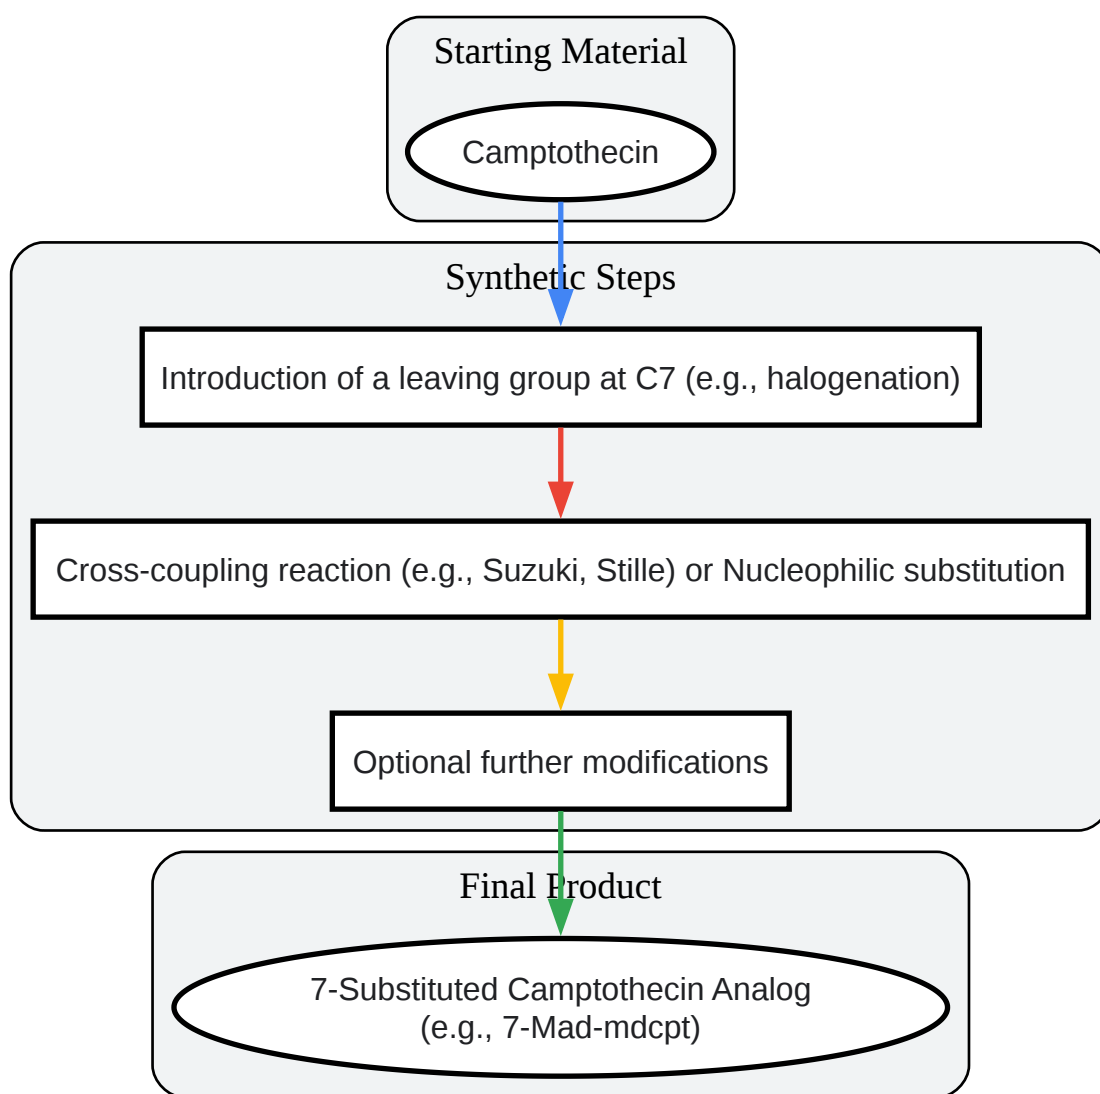 Starting Material
Camptothecin
Synthetic Steps
Introduction of a leaving group at C7 (e.g., halogenation)
Cross-coupling reaction (e.g., Suzuki, Stille) or Nucleophilic substitution
Optional further modifications
Final Product
7-Substituted Camptothecin Analog
(e.g., 7-Mad-mdcpt)